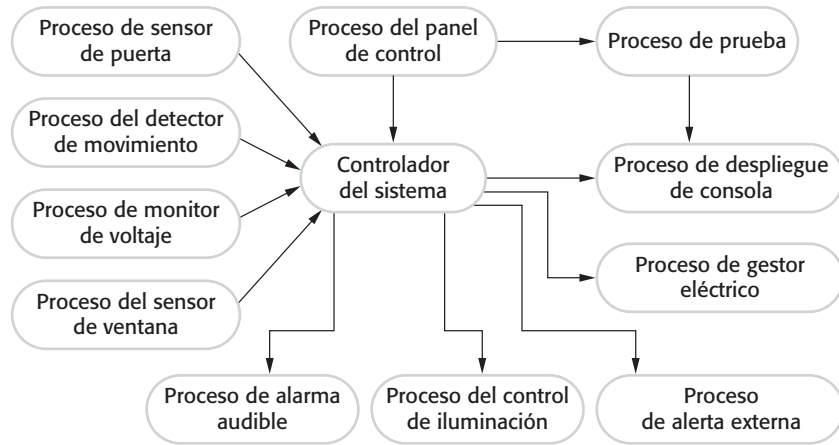 Proceso de sensor
de puerta
Proceso del panel
de control
Proceso de prueba
Proceso del detector
de movimiento
Controlador
del sistema
Proceso de despliegue
de consola
Proceso de monitor
de voltaje
Proceso de gestor
eléctrico
Proceso del sensor
de ventana
Proceso de alarma
audible
Proceso del control
de iluminación
Proceso
de alerta externa